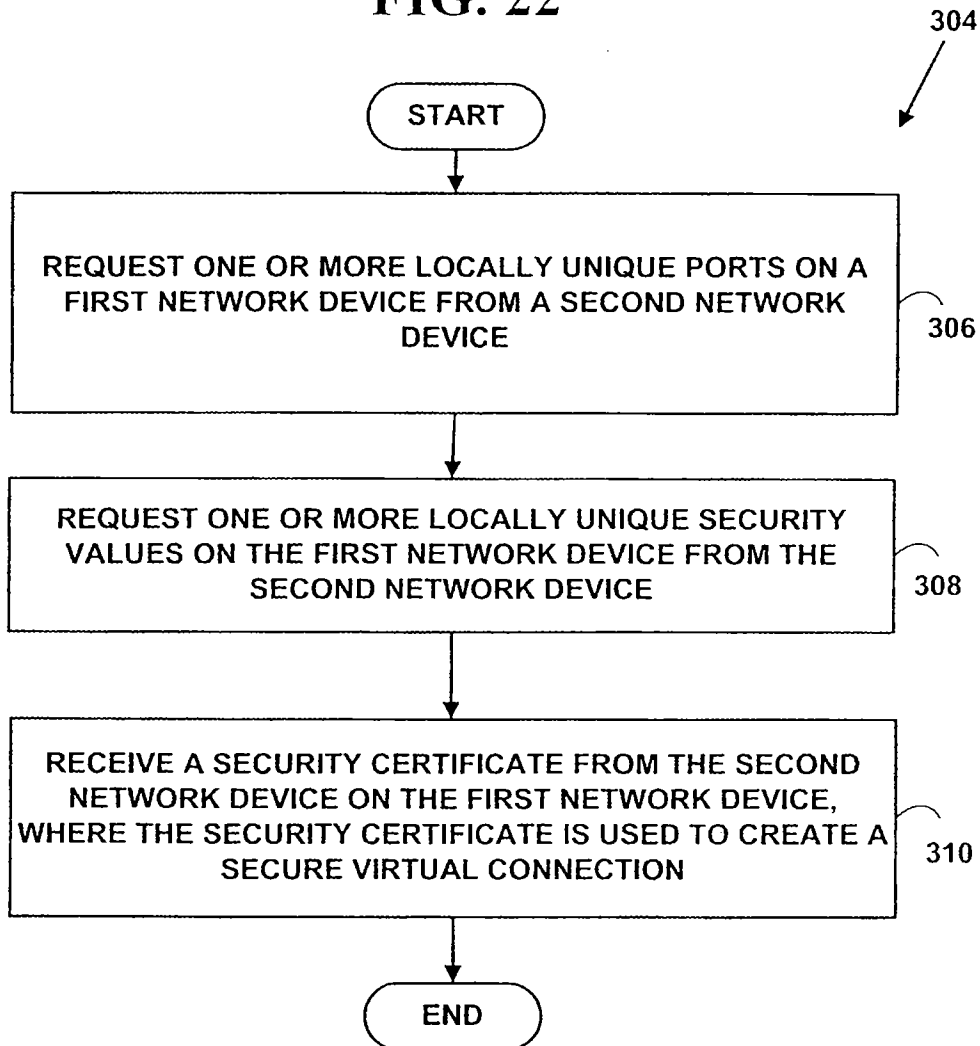 FIG. 22
304
START
REQUEST ONE OR MORE LOCALLY UNIQUE PORTS ON A
FIRST NETWORK DEVICE FROM A SECOND NETWORK
DEVICE
306
REQUEST ONE OR MORE LOCALLY UNIQUE SECURITY
VALUES ON THE FIRST NETWORK DEVICE FROM THE
SECOND NETWORK DEVICE
308
RECEIVE A SECURITY CERTIFICATE FROM THE SECOND
NETWORK DEVICE ON THE FIRST NETWORK DEVICE,
WHERE THE SECURITY CERTIFICATE IS USED TO CREATE A
SECURE VIRTUAL CONNECTION
310
END